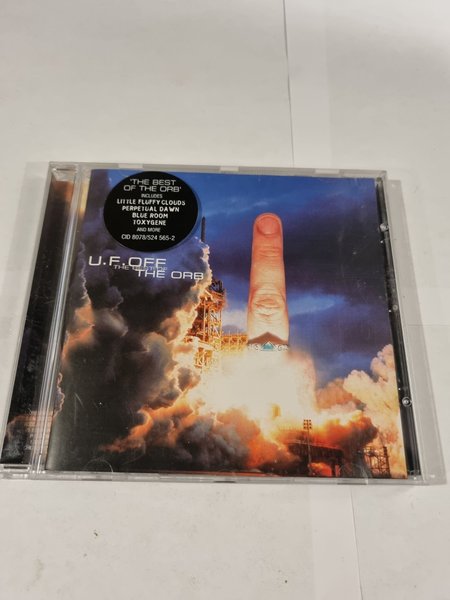 'THE BEST
OF THE ORB'
INCLUDES
LITTLE FLUFFY CLOUDS
PERPETUAL DAWN
BLUE ROOM
TOXYGENE
AND MORE
CID 8078/524 565-2
U.F.OFF
THE BEST OF
THE ORB